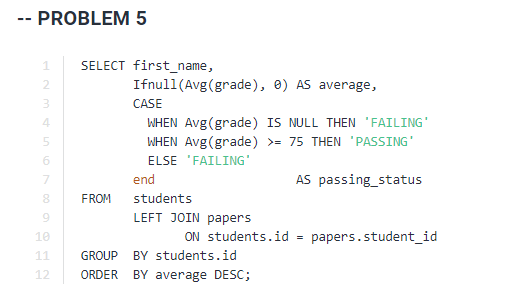 -- PROBLEM 5
1 SELECT first_name,
2 Ifnull(Avg(grade), 0) AS average,
3 CASE
4 WHEN Avg(grade) IS NULL THEN 'FAILING'
5 WHEN Avg(grade) >= 75 THEN 'PASSING'
6 ELSE 'FAILING'
7 end AS passing_status
8 FROM students
9 LEFT JOIN papers
10 ON students.id = papers.student_id
11 GROUP BY students.id
12 ORDER BY average DESC;